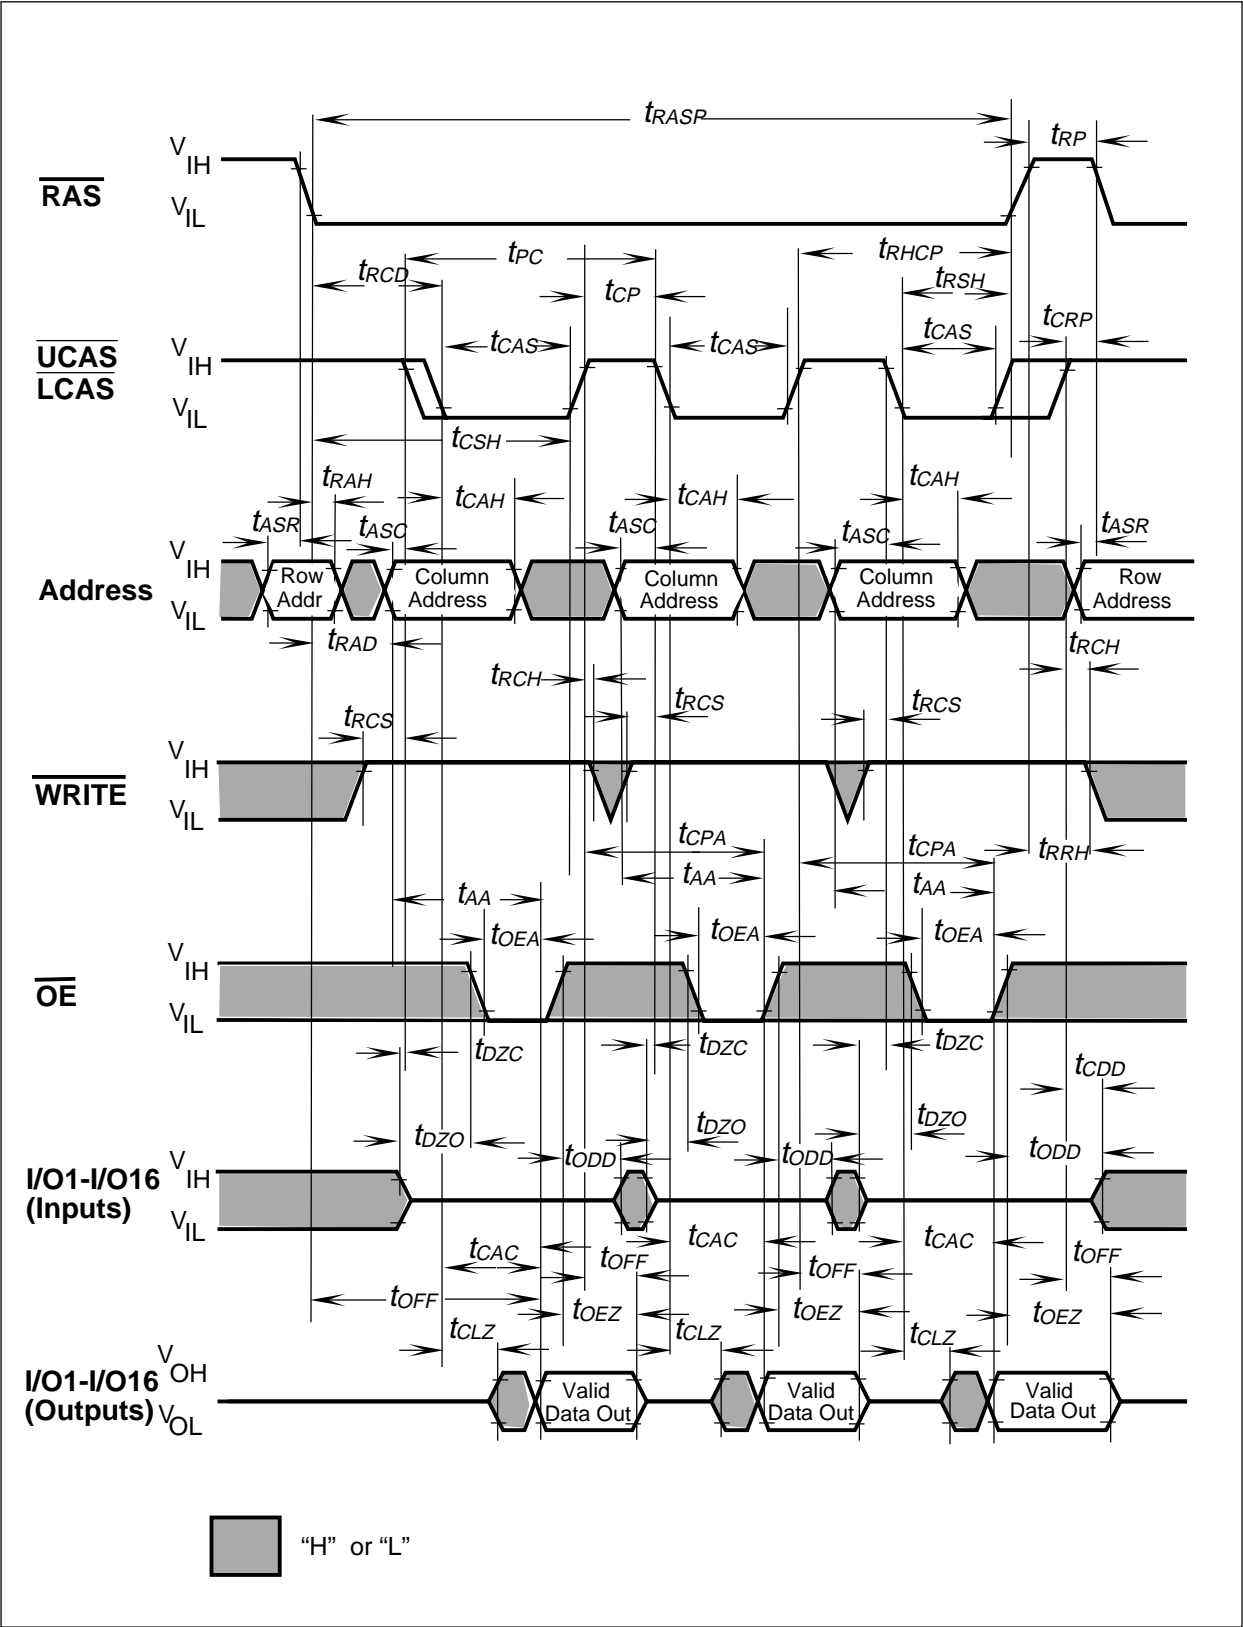 tRASP
tRP
VIH
RAS
VIL
tPC
tRHCP
tRCD
tRSH
tCP
tCRP
UCAS
LCAS
VIH
tCAS
tCAS
tCAS
VIL
tCSH
tRAH
tCAH
tCAH
tCAH
tASR
tASC
tASC
tASC
tASR
Address
VIH
VIL
Row Addr
Column Address
Column Address
Column Address
Row Address
tRAD
tRCH
tRCH
tRCS
tRCS
tRCS
WRITE
VIH
VIL
tCPA
tCPA
tRRH
tAA
tAA
tAA
tOEA
tOEA
tOEA
OE
VIH
VIL
tDZC
tDZC
tDZC
tCDD
tDZO
tDZO
tDZO
tODD
tODD
tODD
I/O1-I/O16
(Inputs)
VIH
VIL
tCAC
tCAC
tCAC
tOFF
tOFF
tOFF
tOFF
tOEZ
tOEZ
tOEZ
tCLZ
tCLZ
tCLZ
I/O1-I/O16
(Outputs)
VOH
VOL
Valid Data Out
Valid Data Out
Valid Data Out
“H” or “L”